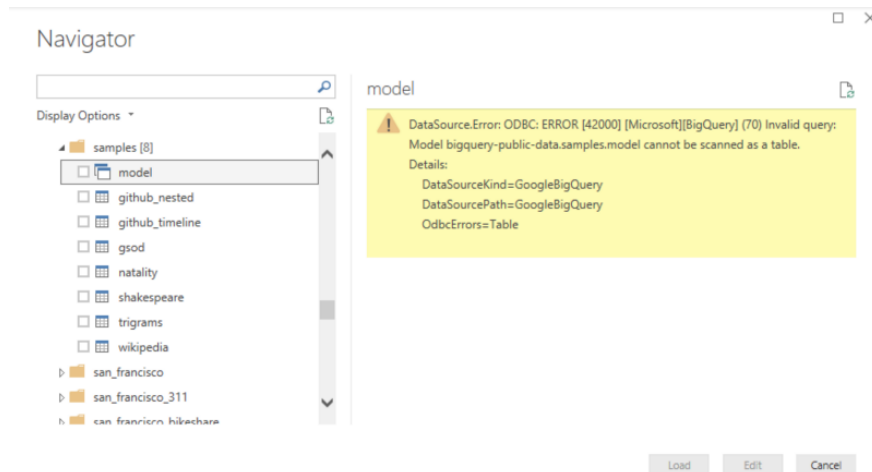 Navigator
Display Options
samples [8]
model
github_nested
github_timeline
gsod
natality
shakespeare
trigrams
wikipedia
san_francisco
san_francisco_311
san_francisco_bikeshare
model
DataSource.Error: ODBC: ERROR [42000] [Microsoft][BigQuery] (70) Invalid query:
Model bigquery-public-data.samples.model cannot be scanned as a table.
Details:
DataSourceKind=GoogleBigQuery
DataSourcePath=GoogleBigQuery
OdbcErrors=Table
Load Edit Cancel